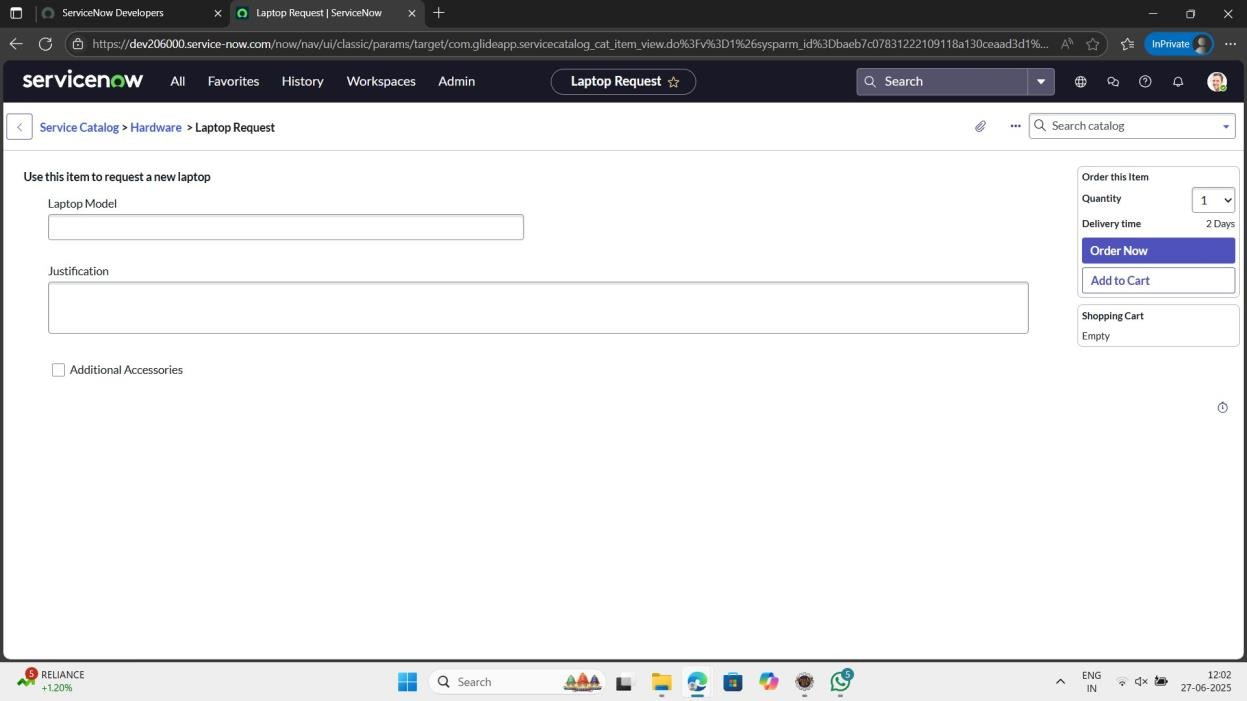 ServiceNow Developers
Laptop Request | ServiceNow
https://dev206000.service-now.com/now/nav/ui/classic/params/target/com.glideapp.servicecatalog_cat_item_view.do%3Fv%3D1%26sysparm_id%3Dbaeb7c07831222109118a130ceaad3d1%...
InPrivate
servicenow
All
Favorites
History
Workspaces
Admin
Laptop Request
Search
Service Catalog > Hardware > Laptop Request
Search catalog
Use this item to request a new laptop
Laptop Model
Justification
Additional Accessories
Order this Item
Quantity
1
Delivery time
2 Days
Order Now
Add to Cart
Shopping Cart
Empty
5
RELIANCE
+1.20%
Search
5
ENG
IN
12:02
27-06-2025